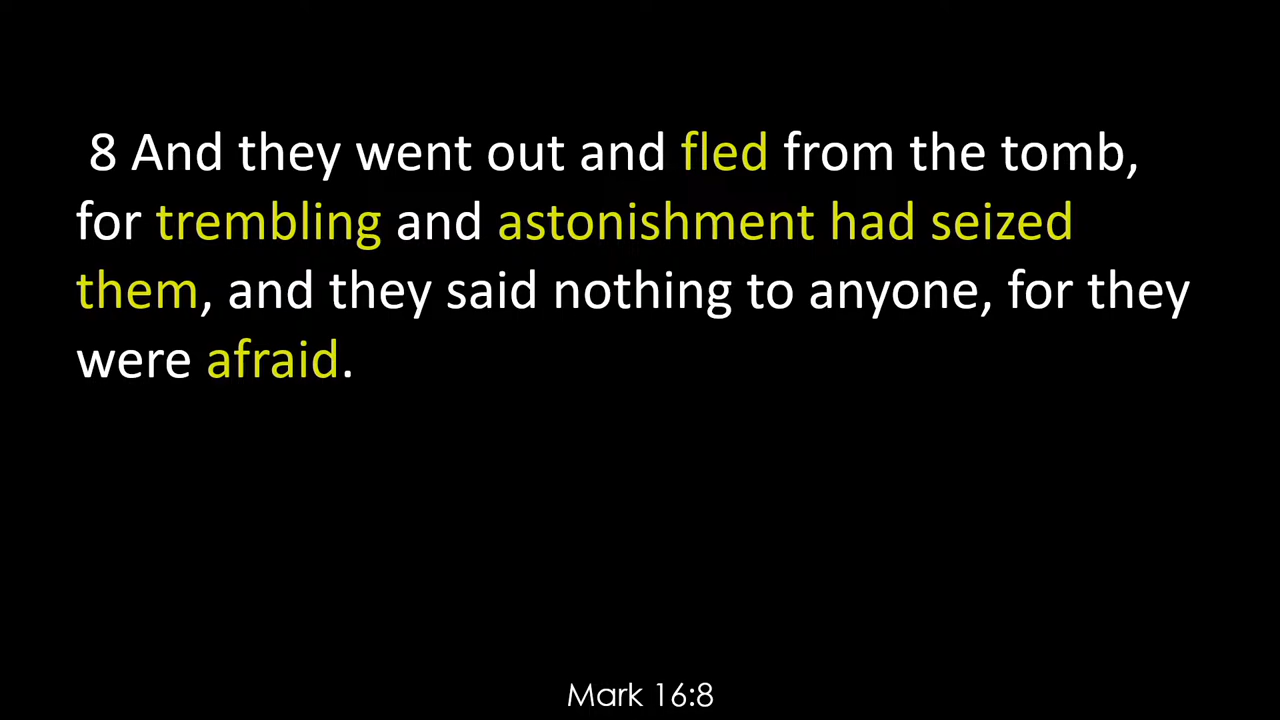 8 And they went out and fled from the tomb,
for trembling and astonishment had seized
them, and they said nothing to anyone, for they
were afraid.
Mark 16:8